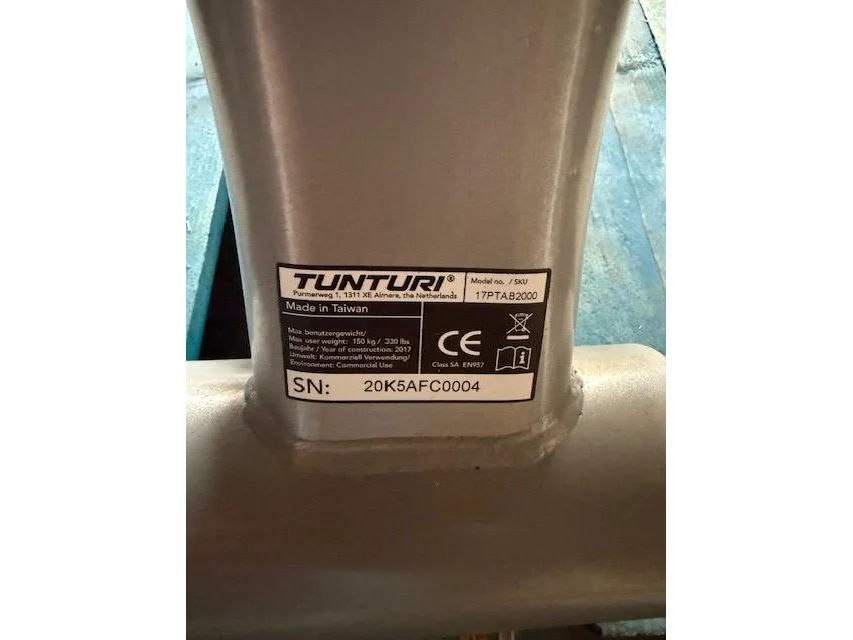 TUNTURI®
Purmerweg 1, 1311 XE Almere, the Netherlands
Model no. / SKU
17PTAB2000
Made in Taiwan
Max benutzergewicht/
Max user weight: 150 kg / 330 lbs
Baujahr / Year of construction: 2017
Umwelt: Kommerziell Verwendung/
Environment: Commercial Use
CE
Class SA EN957
i
SN: 20K5AFC0004